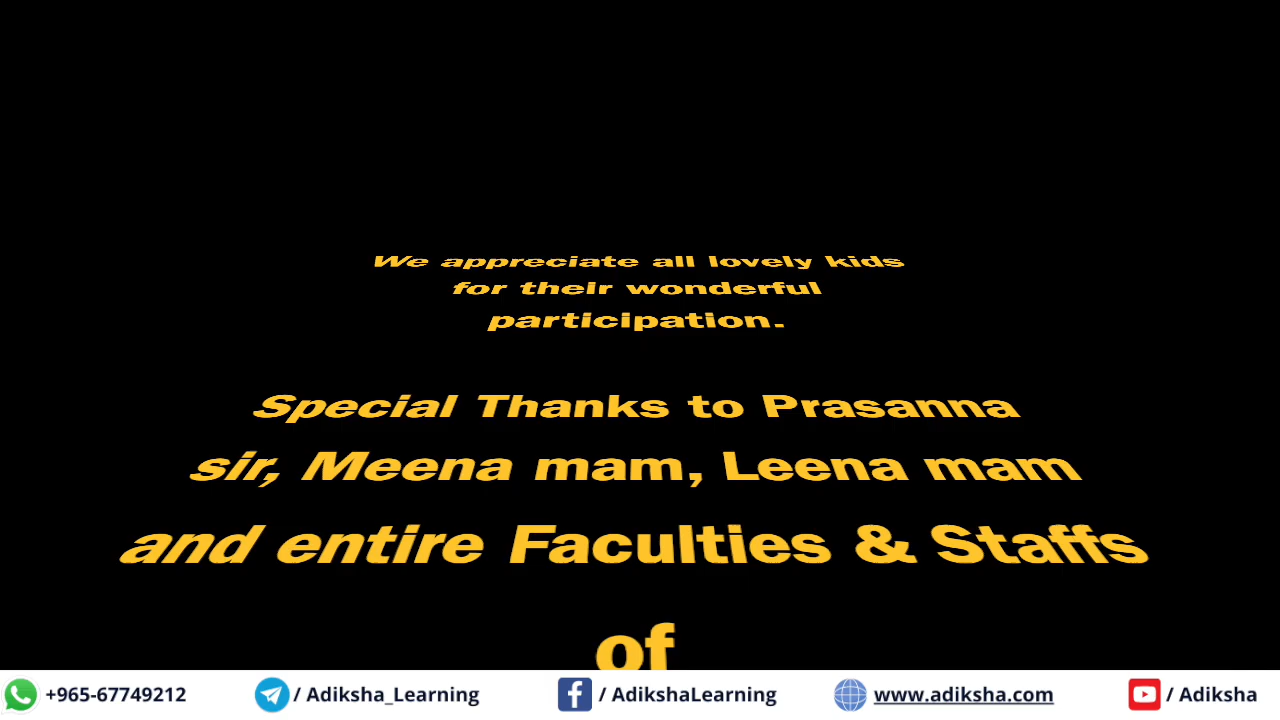 We appreciate all lovely kids
for their wonderful
participation.
Special Thanks to Prasanna
sir, Meena mam, Leena mam
and entire Faculties & Staffs
of
+965-67749212 / Adiksha_Learning / AdikshaLearning www.adiksha.com / Adiksha